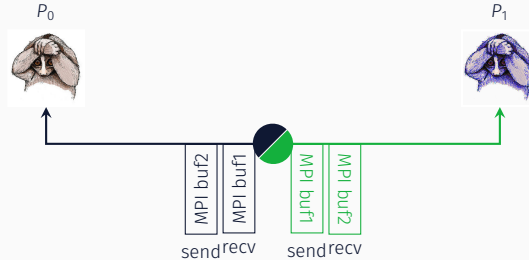 P0
P1
MPI buf2
MPI buf1
MPI buf1
MPI buf2
send recv
send recv